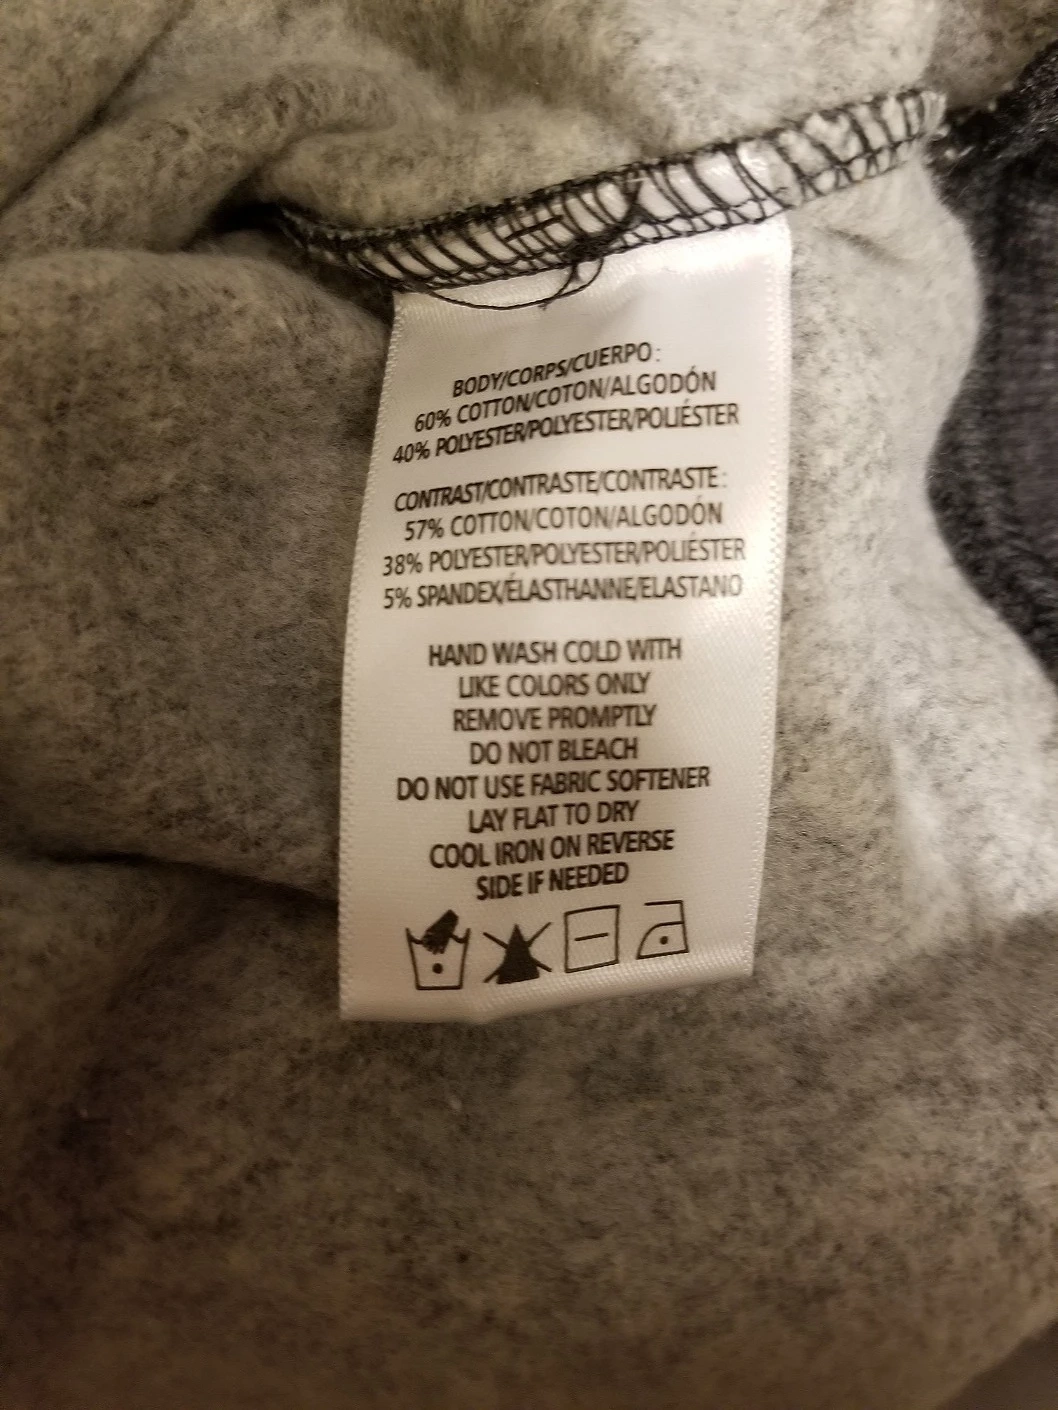 BODY/CORPS/CUERPO:
60% COTTON/COTON/ALGODÓN
40% POLYESTER/POLYESTER/POLIÉSTER
CONTRAST/CONTRASTE/CONTRASTE:
57% COTTON/COTON/ALGODÓN
38% POLYESTER/POLYESTER/POLIÉSTER
5% SPANDEX/ÉLASTHANNE/ELASTANO
HAND WASH COLD WITH
LIKE COLORS ONLY
REMOVE PROMPTLY
DO NOT BLEACH
DO NOT USE FABRIC SOFTENER
LAY FLAT TO DRY
COOL IRON ON REVERSE
SIDE IF NEEDED